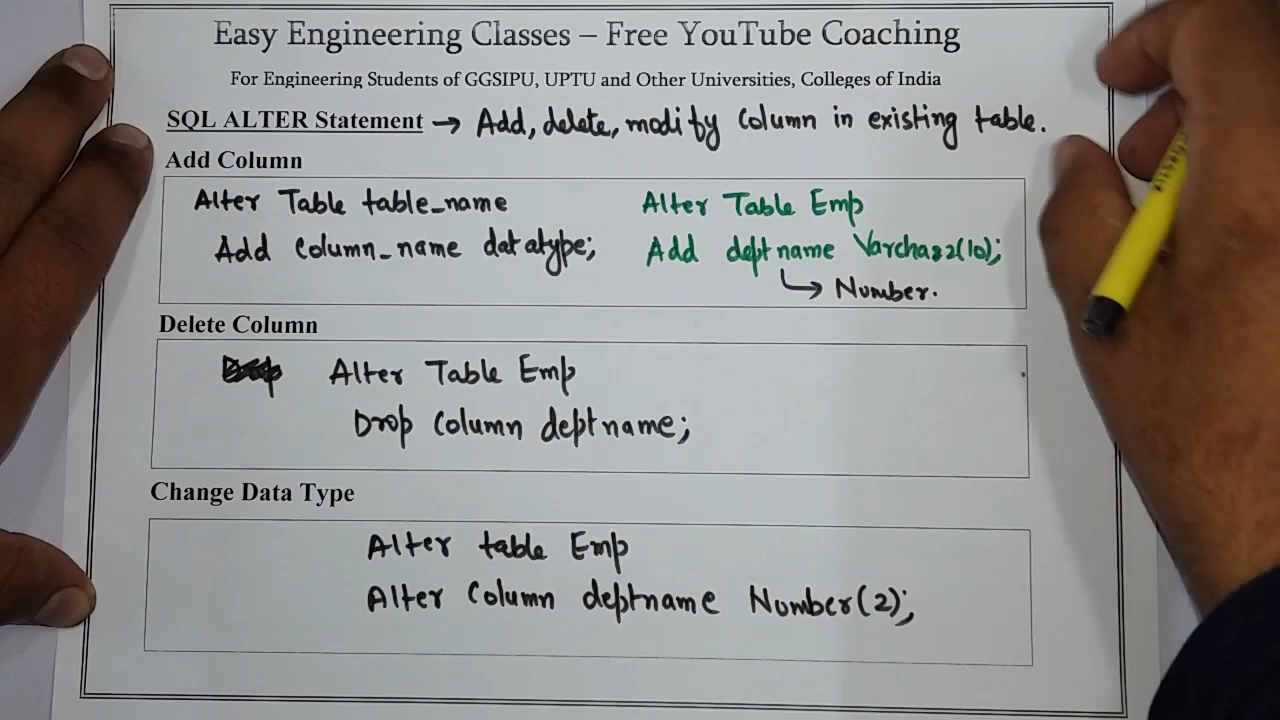 Easy Engineering Classes – Free YouTube Coaching
For Engineering Students of GGSIPU, UPTU and Other Universities, Colleges of India
SQL ALTER Statement → Add, delete, modify column in existing table.
Add Column
Alter Table table_name
Add column_name datatype;
Alter Table Emp
Add deptname Varchar2(10);
↳ Number.
Delete Column
Alter Table Emp
Drop column deptname;
Change Data Type
Alter table Emp
Alter column deptname Number(2);